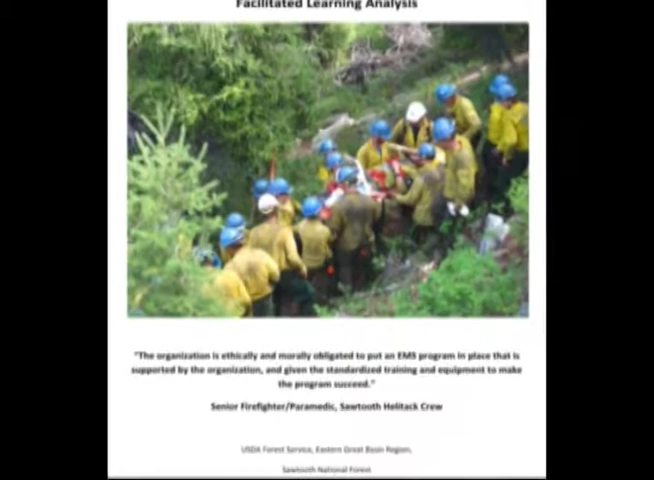 Facilitated Learning Analysis
"The organization is ethically and morally obligated to put an EMS program in place that is
supported by the organization, and given the standardized training and equipment to make
the program succeed."
Senior Firefighter/Paramedic, Sawtooth Helitack Crew
USDA Forest Service, Eastern Great Basin Region,
Sawtooth National Forest